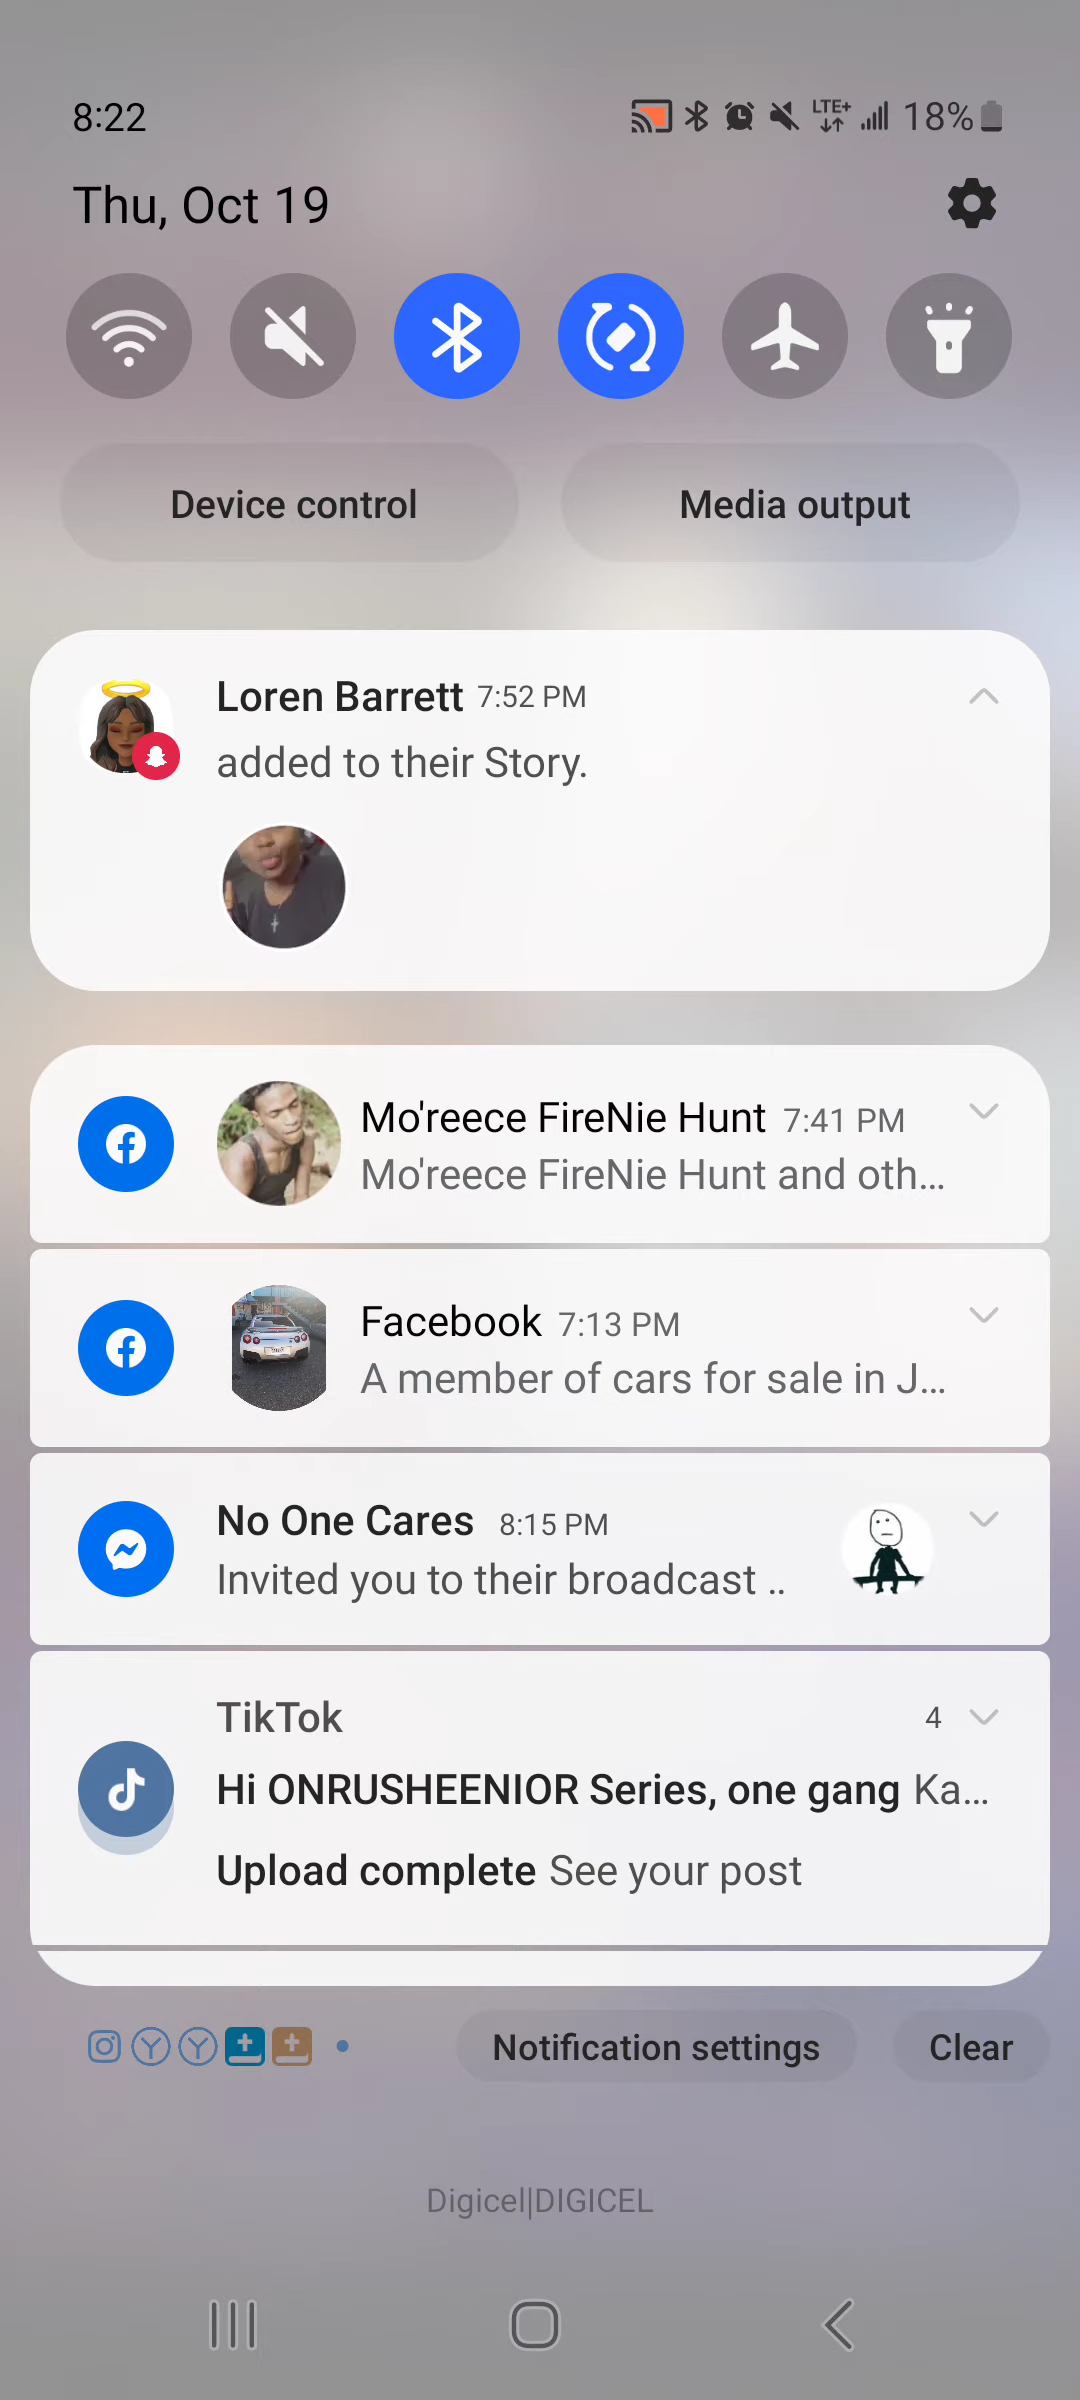 8:22
LTE+
18%
Thu, Oct 19
Device control
Media output
Loren Barrett 7:52 PM
added to their Story.
Mo'reece FireNie Hunt 7:41 PM
Mo'reece FireNie Hunt and oth...
Facebook 7:13 PM
A member of cars for sale in J...
No One Cares 8:15 PM
Invited you to their broadcast ..
TikTok 4
Hi ONRUSHEENIOR Series, one gang Ka...
Upload complete See your post
Notification settings
Clear
Digicel|DIGICEL